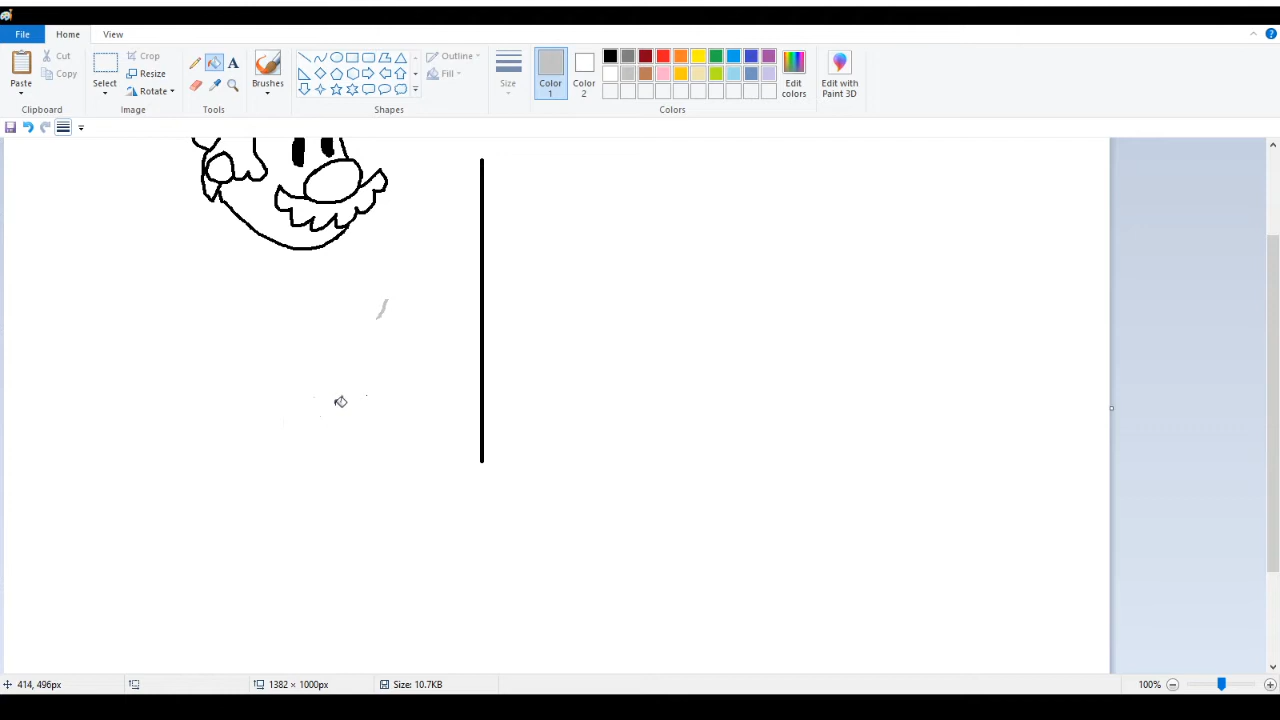 File Home View
Paste
Cut
Copy
Clipboard
Select
Crop
Resize
Rotate
Image
A
Tools
Brushes
Outline
Fill
Shapes
Size
Color 1
Color 2
Edit colors
Colors
Edit with Paint 3D
414, 496px 1382 × 1000px Size: 10.7KB 100%